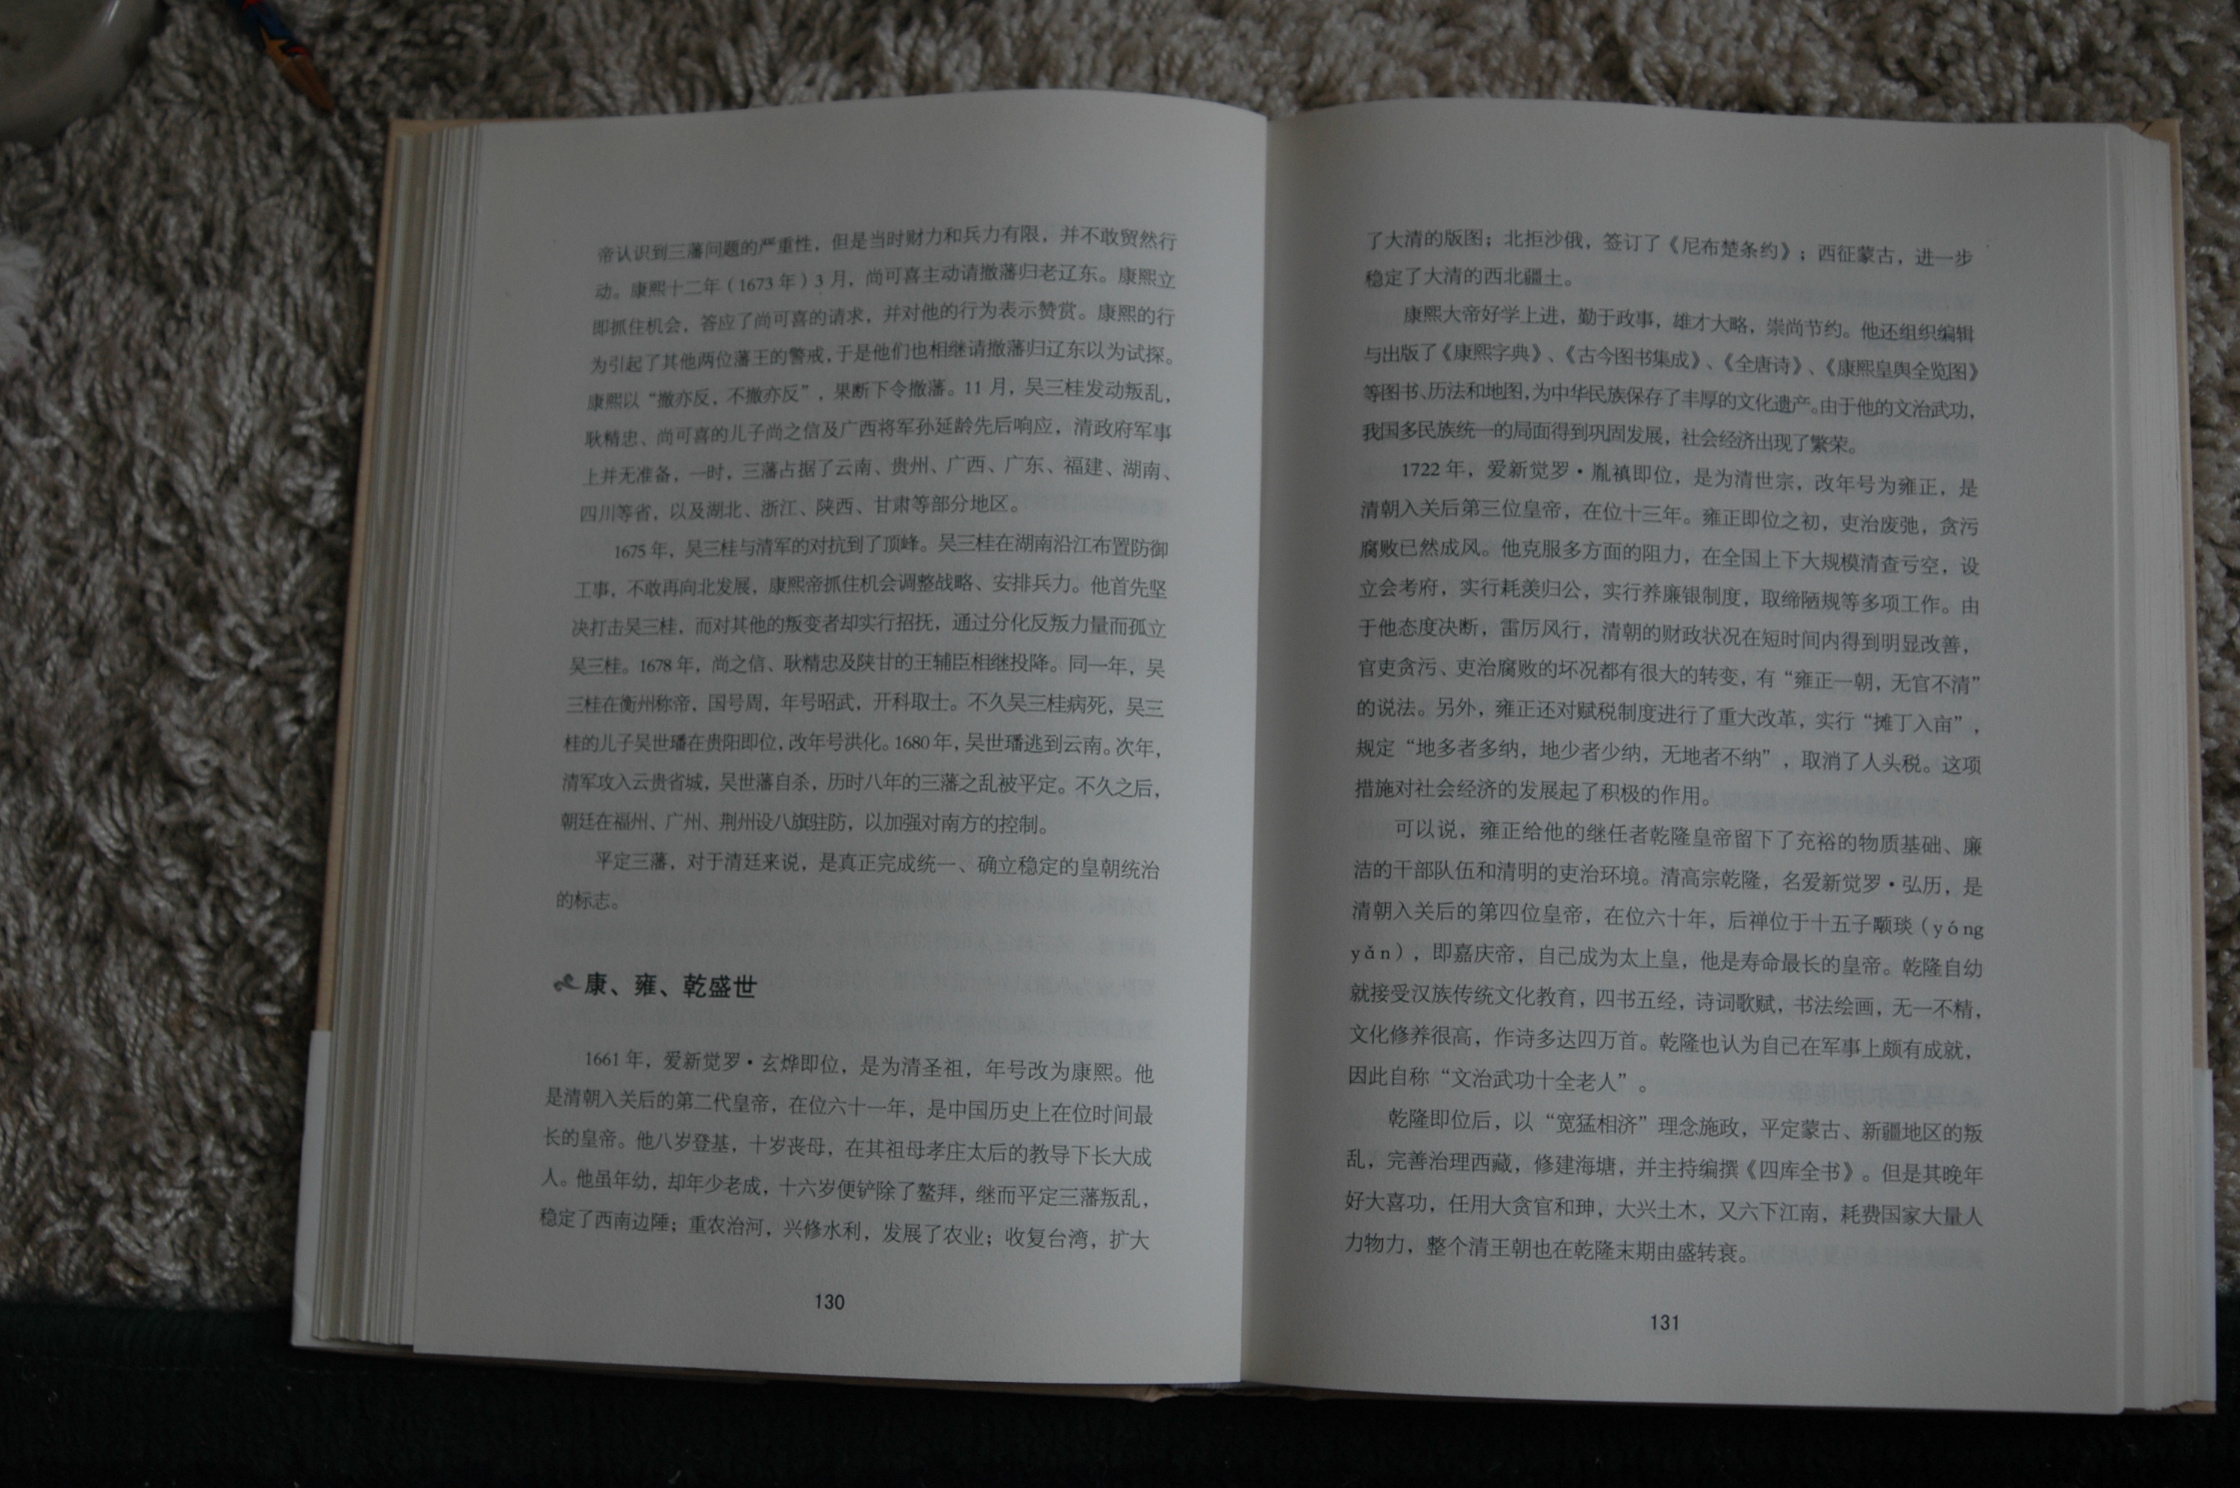 帝认识到三藩问题的严重性，但是当时财力和兵力有限，并不敢贸然行
动。康熙十二年（1673年）3月，尚可喜主动请撤藩归老辽东。康熙立
即抓住机会，答应了尚可喜的请求，并对他的行为表示赞赏。康熙的行
为引起了其他两位藩王的警戒，于是他们也相继请撤藩归辽东以为试探。
康熙以“撤亦反，不撤亦反”，果断下令撤藩。11月，吴三桂发动叛乱，
耿精忠、尚可喜的儿子尚之信及广西将军孙延龄先后响应，清政府军事
上并无准备，一时，三藩占据了云南、贵州、广西、广东、福建、湖南、
四川等省，以及湖北、浙江、陕西、甘肃等部分地区。
1675年，吴三桂与清军的对抗到了顶峰。吴三桂在湖南沿江布置防御
工事，不敢再向北发展，康熙帝抓住机会调整战略、安排兵力。他首先坚
决打击吴三桂，而对其他的叛变者却实行招抚，通过分化反叛力量而孤立
吴三桂。1678年，尚之信、耿精忠及陕甘的王辅臣相继投降。同一年，吴
三桂在衡州称帝，国号周，年号昭武，开科取士。不久吴三桂病死，吴三
桂的儿子吴世璠在贵阳即位，改年号洪化。1680年，吴世璠逃到云南。次年，
清军攻入云贵省城，吴世藩自杀，历时八年的三藩之乱被平定。不久之后，
朝廷在福州、广州、荆州设八旗驻防，以加强对南方的控制。
平定三藩，对于清廷来说，是真正完成统一、确立稳定的皇朝统治
的标志。
康、雍、乾盛世
1661年，爱新觉罗·玄烨即位，是为清圣祖，年号改为康熙。他
是清朝入关后的第二代皇帝，在位六十一年，是中国历史上在位时间最
长的皇帝。他八岁登基，十岁丧母，在其祖母孝庄太后的教导下长大成
人。他虽年幼，却年少老成，十六岁便铲除了鳌拜，继而平定三藩叛乱，
稳定了西南边陲；重农治河，兴修水利，发展了农业；收复台湾，扩大
130
了大清的版图；北拒沙俄，签订了《尼布楚条约》；西征蒙古，进一步
稳定了大清的西北疆土。
康熙大帝好学上进，勤于政事，雄才大略，崇尚节约。他还组织编辑
与出版了《康熙字典》、《古今图书集成》、《全唐诗》、《康熙皇舆全览图》
等图书、历法和地图，为中华民族保存了丰厚的文化遗产。由于他的文治武功，
我国多民族统一的局面得到巩固发展，社会经济出现了繁荣。
1722年，爱新觉罗·胤禛即位，是为清世宗，改年号为雍正，是
清朝入关后第三位皇帝，在位十三年。雍正即位之初，吏治废弛，贪污
腐败已然成风。他克服多方面的阻力，在全国上下大规模清查亏空，设
立会考府，实行耗羡归公，实行养廉银制度，取缔陋规等多项工作。由
于他态度决断，雷厉风行，清朝的财政状况在短时间内得到明显改善，
官吏贪污、吏治腐败的坏况都有很大的转变，有“雍正一朝，无官不清”
的说法。另外，雍正还对赋税制度进行了重大改革，实行“摊丁入亩”，
规定“地多者多纳，地少者少纳，无地者不纳”，取消了人头税。这项
措施对社会经济的发展起了积极的作用。
可以说，雍正给他的继任者乾隆皇帝留下了充裕的物质基础、廉
洁的干部队伍和清明的吏治环境。清高宗乾隆，名爱新觉罗·弘历，是
清朝入关后的第四位皇帝，在位六十年，后禅位于十五子颙琰（yóng
yǎn），即嘉庆帝，自己成为太上皇，他是寿命最长的皇帝。乾隆自幼
就接受汉族传统文化教育，四书五经，诗词歌赋，书法绘画，无一不精，
文化修养很高，作诗多达四万首。乾隆也认为自己在军事上颇有成就，
因此自称“文治武功十全老人”。
乾隆即位后，以“宽猛相济”理念施政，平定蒙古、新疆地区的叛
乱，完善治理西藏，修建海塘，并主持编撰《四库全书》。但是其晚年
好大喜功，任用大贪官和珅，大兴土木，又六下江南，耗费国家大量人
力物力，整个清王朝也在乾隆末期由盛转衰。
131